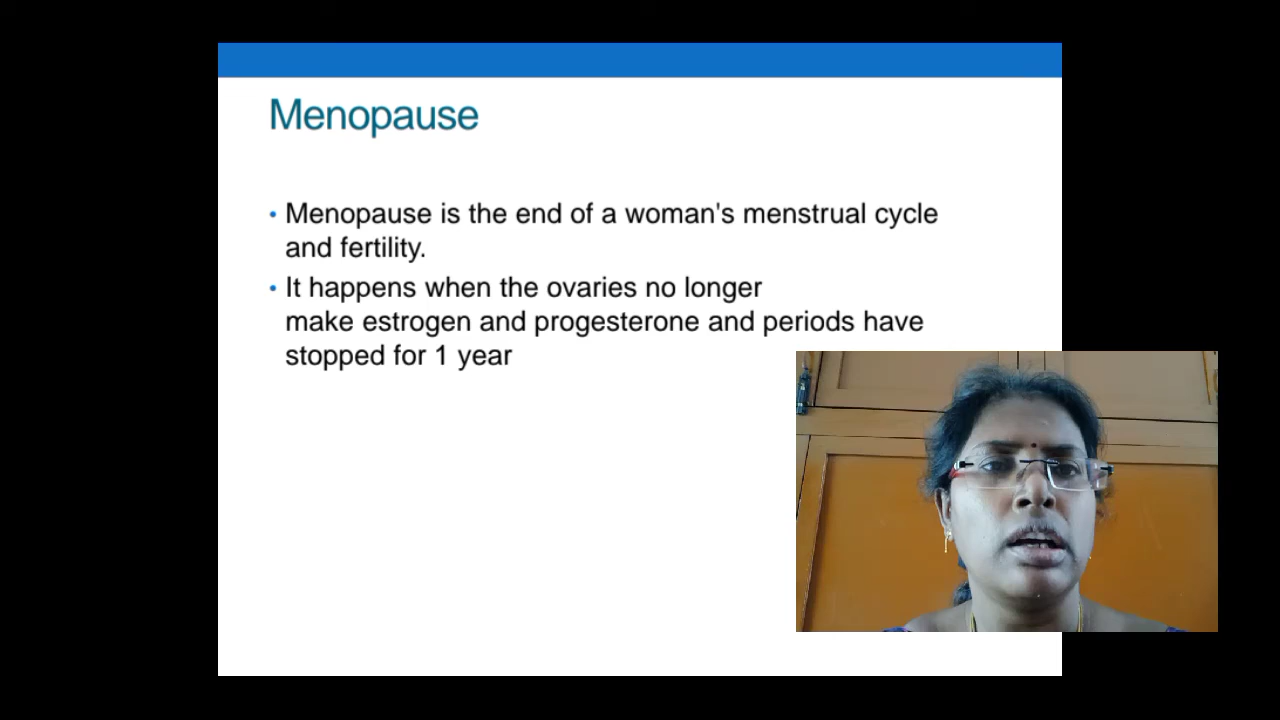 Menopause
• Menopause is the end of a woman's menstrual cycle
and fertility.
• It happens when the ovaries no longer
make estrogen and progesterone and periods have
stopped for 1 year